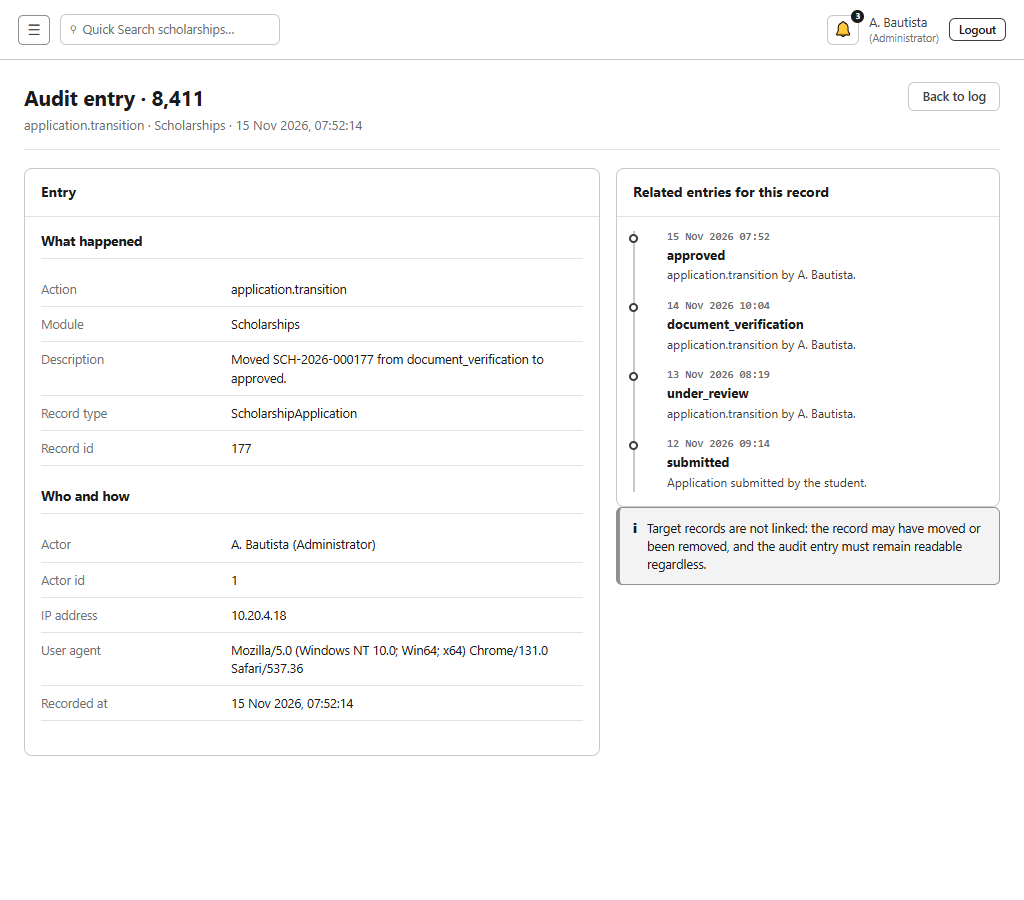 ☰
Quick Search scholarships...
3
A. Bautista
(Administrator)
Logout
Audit entry · 8,411
application.transition · Scholarships · 15 Nov 2026, 07:52:14
Back to log
Entry
What happened
Action application.transition
Module Scholarships
Description Moved SCH-2026-000177 from document_verification to
approved.
Record type ScholarshipApplication
Record id 177
Who and how
Actor A. Bautista (Administrator)
Actor id 1
IP address 10.20.4.18
User agent Mozilla/5.0 (Windows NT 10.0; Win64; x64) Chrome/131.0
Safari/537.36
Recorded at 15 Nov 2026, 07:52:14
Related entries for this record
15 Nov 2026 07:52
approved
application.transition by A. Bautista.
14 Nov 2026 10:04
document_verification
application.transition by A. Bautista.
13 Nov 2026 08:19
under_review
application.transition by A. Bautista.
12 Nov 2026 09:14
submitted
Application submitted by the student.
i Target records are not linked: the record may have moved or
been removed, and the audit entry must remain readable
regardless.